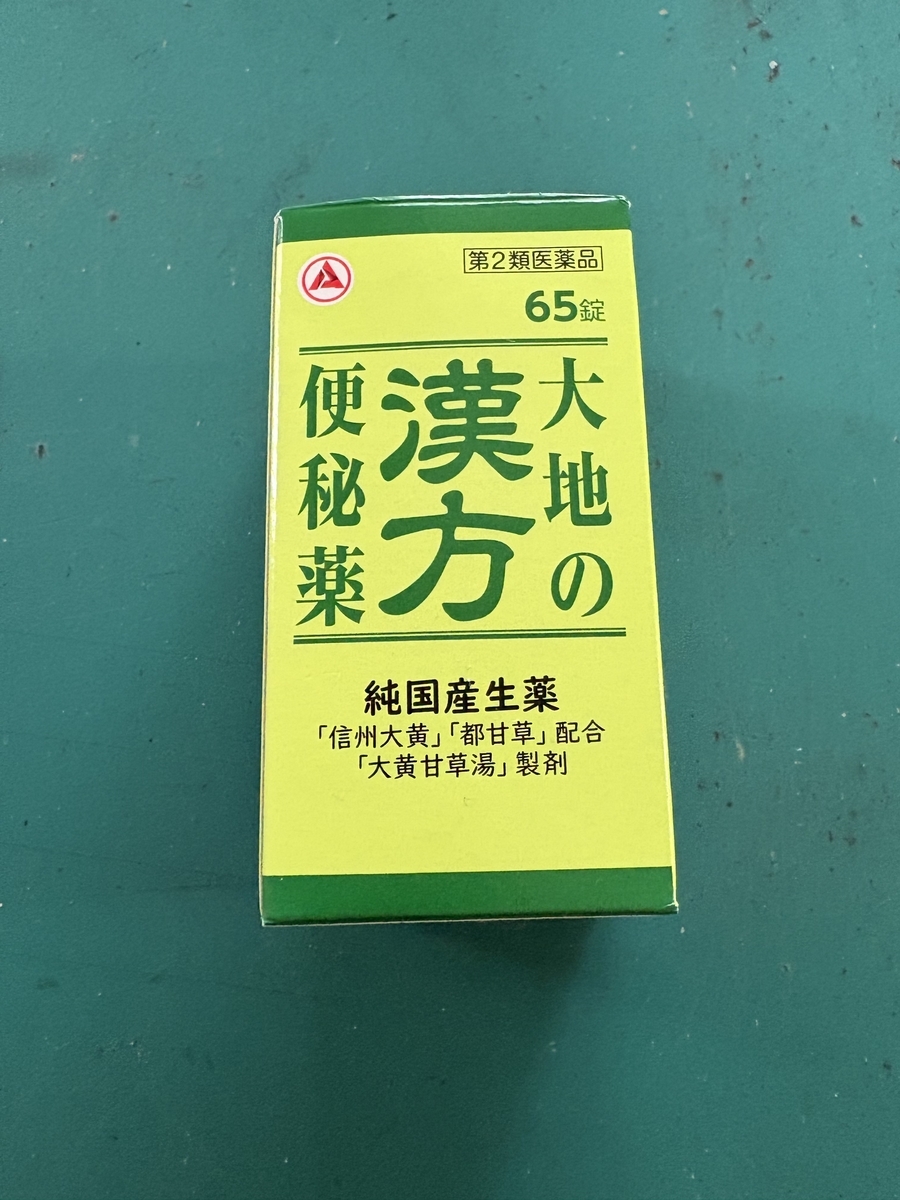 第2類医薬品
65錠
大地の
漢方
便秘薬
純国産生薬
「信州大黄」「都甘草」配合
「大黄甘草湯」製剤